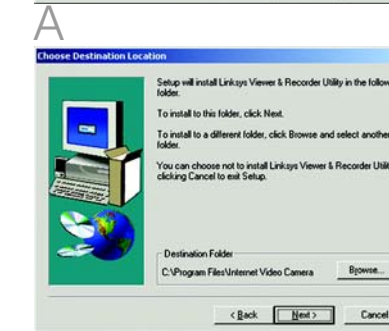 A
Choose Destination Location
Setup will install Linksys Viewer & Recorder Utility in the
folder.
To install to this folder, click Next.
To install to a different folder, click Browse and select another
folder.
You can choose not to install Linksys Viewer & Recorder
clicking Cancel to exit Setup.
Destination Folder
C:\Program Files\Internet Video Camera
Browse...
< Back
Next >
Cancel